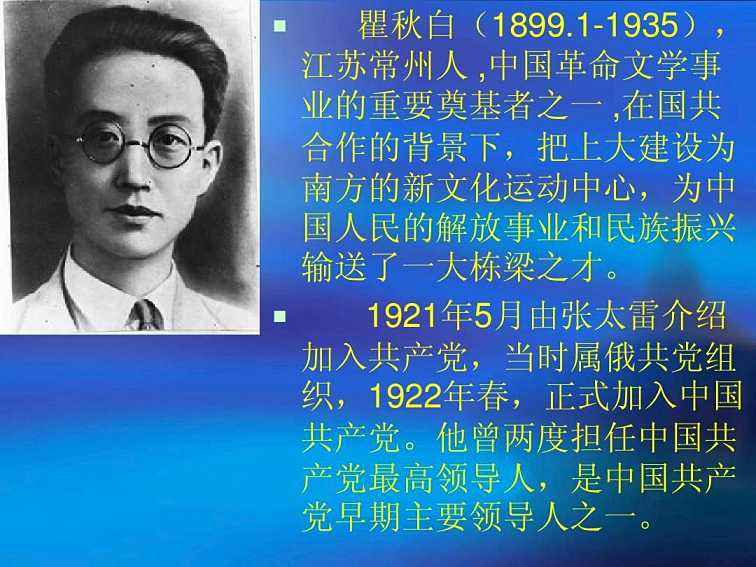 瞿秋白（1899.1-1935），
江苏常州人 ,中国革命文学事
业的重要奠基者之一 ,在国共
合作的背景下，把上大建设为
南方的新文化运动中心，为中
国人民的解放事业和民族振兴
输送了一大栋梁之才。
1921年5月由张太雷介绍
加入共产党，当时属俄共党组
织，1922年春，正式加入中国
共产党。他曾两度担任中国共
产党最高领导人，是中国共产
党早期主要领导人之一。